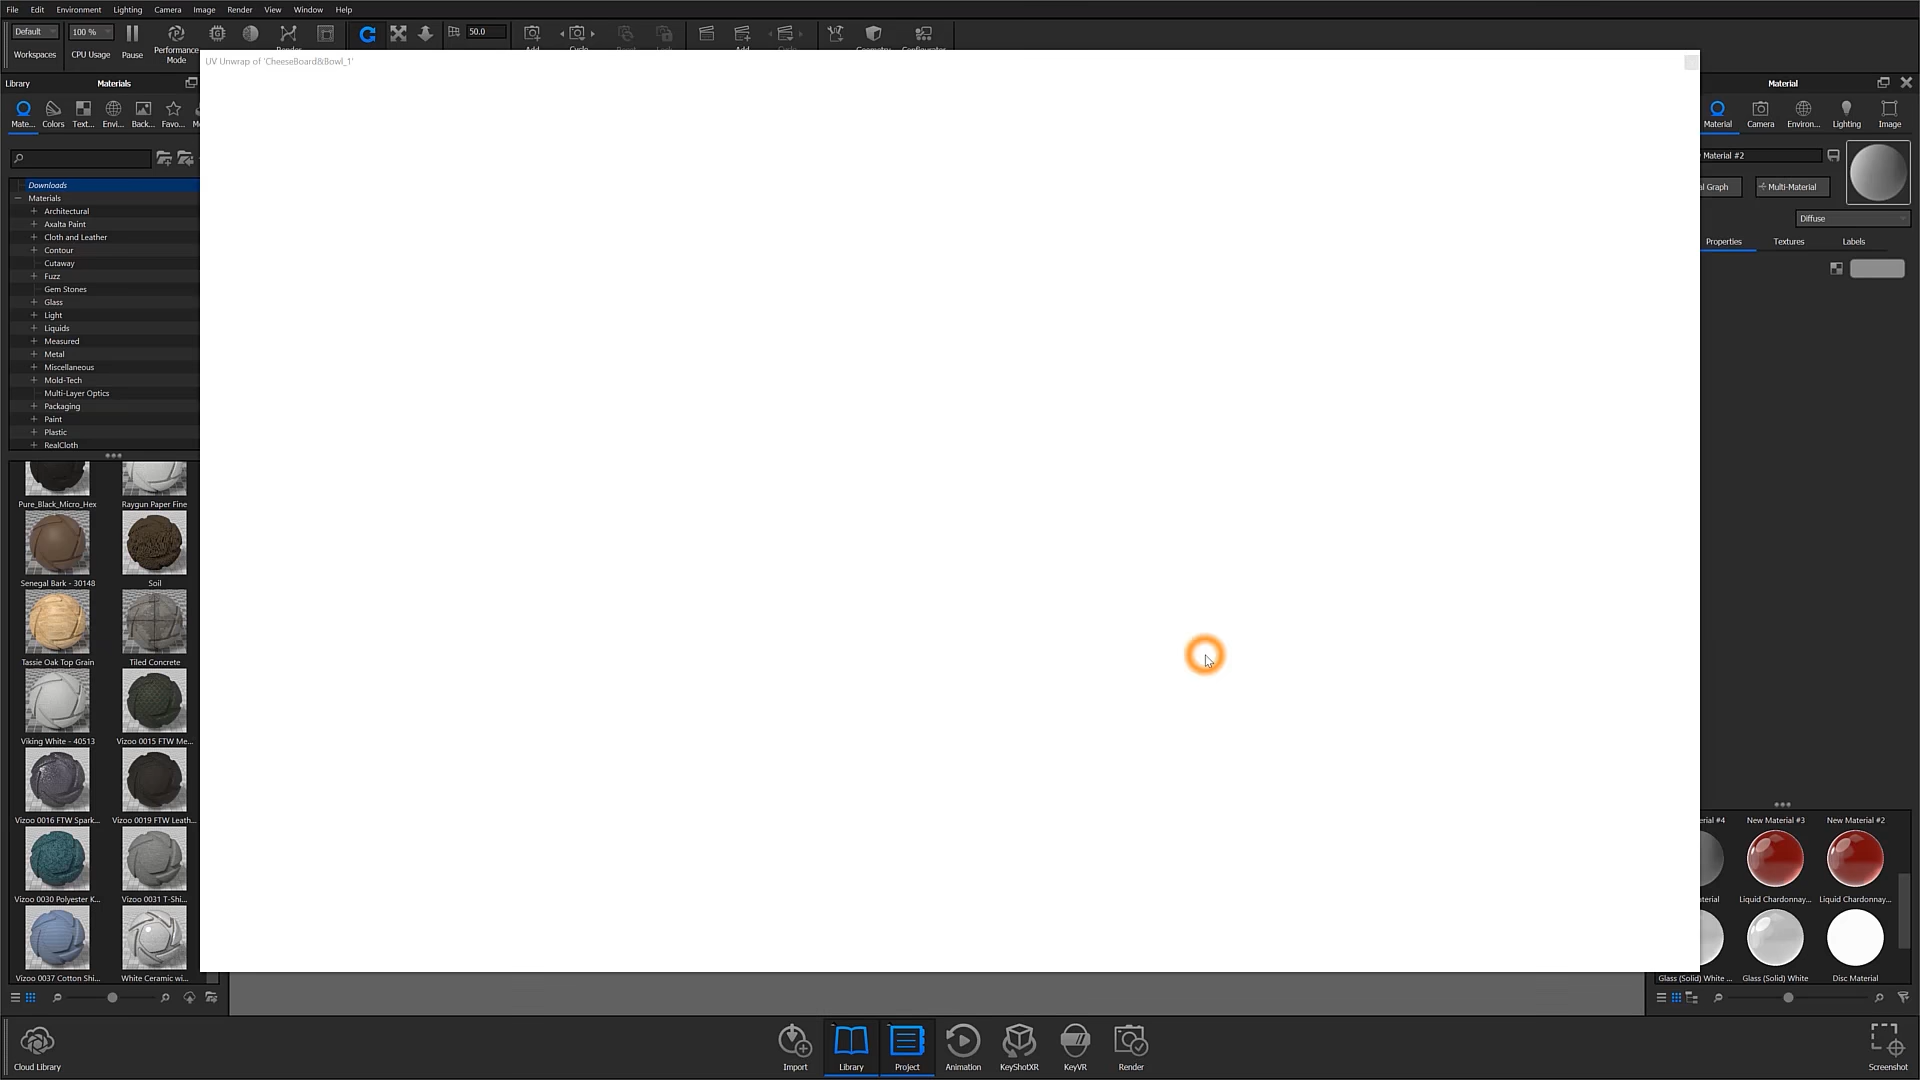 File Edit Environment Lighting Camera Image Render View Window Help
Default 100 % 50.0
Workspaces CPU Usage Pause Performance Mode
UV Unwrap of 'CheeseBoard&Bowl_1'
Library Materials
Mate... Colors Text... Envi... Back... Favo...
Downloads
Materials
Architectural
Axalta Paint
Cloth and Leather
Contour
Cutaway
Fuzz
Gem Stones
Glass
Light
Liquids
Measured
Metal
Miscellaneous
Mold-Tech
Multi-Layer Optics
Packaging
Paint
Plastic
RealCloth
Pure_Black_Micro_Hex Raygun Paper Fine
Senegal Bark - 30148 Soil
Tassie Oak Top Grain Tiled Concrete
Viking White - 40513 Vizoo 0015 FTW Me...
Vizoo 0016 FTW Spark... Vizoo 0019 FTW Leath...
Vizoo 0030 Polyester K... Vizoo 0031 T-Shi...
Vizoo 0037 Cotton Shi... White Ceramic wi...
Material
Material Camera Environ... Lighting Image
Material #2
al Graph Multi-Material
Diffuse
Properties Textures Labels
erial #4 New Material #3 New Material #2
aterial Liquid Chardonnay... Liquid Chardonnay...
Glass (Solid) White ... Glass (Solid) White Disc Material
Cloud Library Import Library Project Animation KeyShotXR KeyVR Render Screenshot